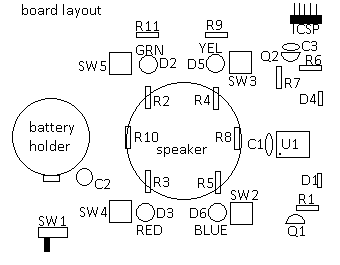 board layout
R11
R9
ICSP
GRN
YEL
C3
SW5
D2
D5
SW3
Q2
R6
R7
R2
R4
D4
battery
holder
R10
speaker
R8
C1
U1
C2
R3
R5
D1
SW2
R1
SW4
D3
D6
SW1
RED
BLUE
Q1